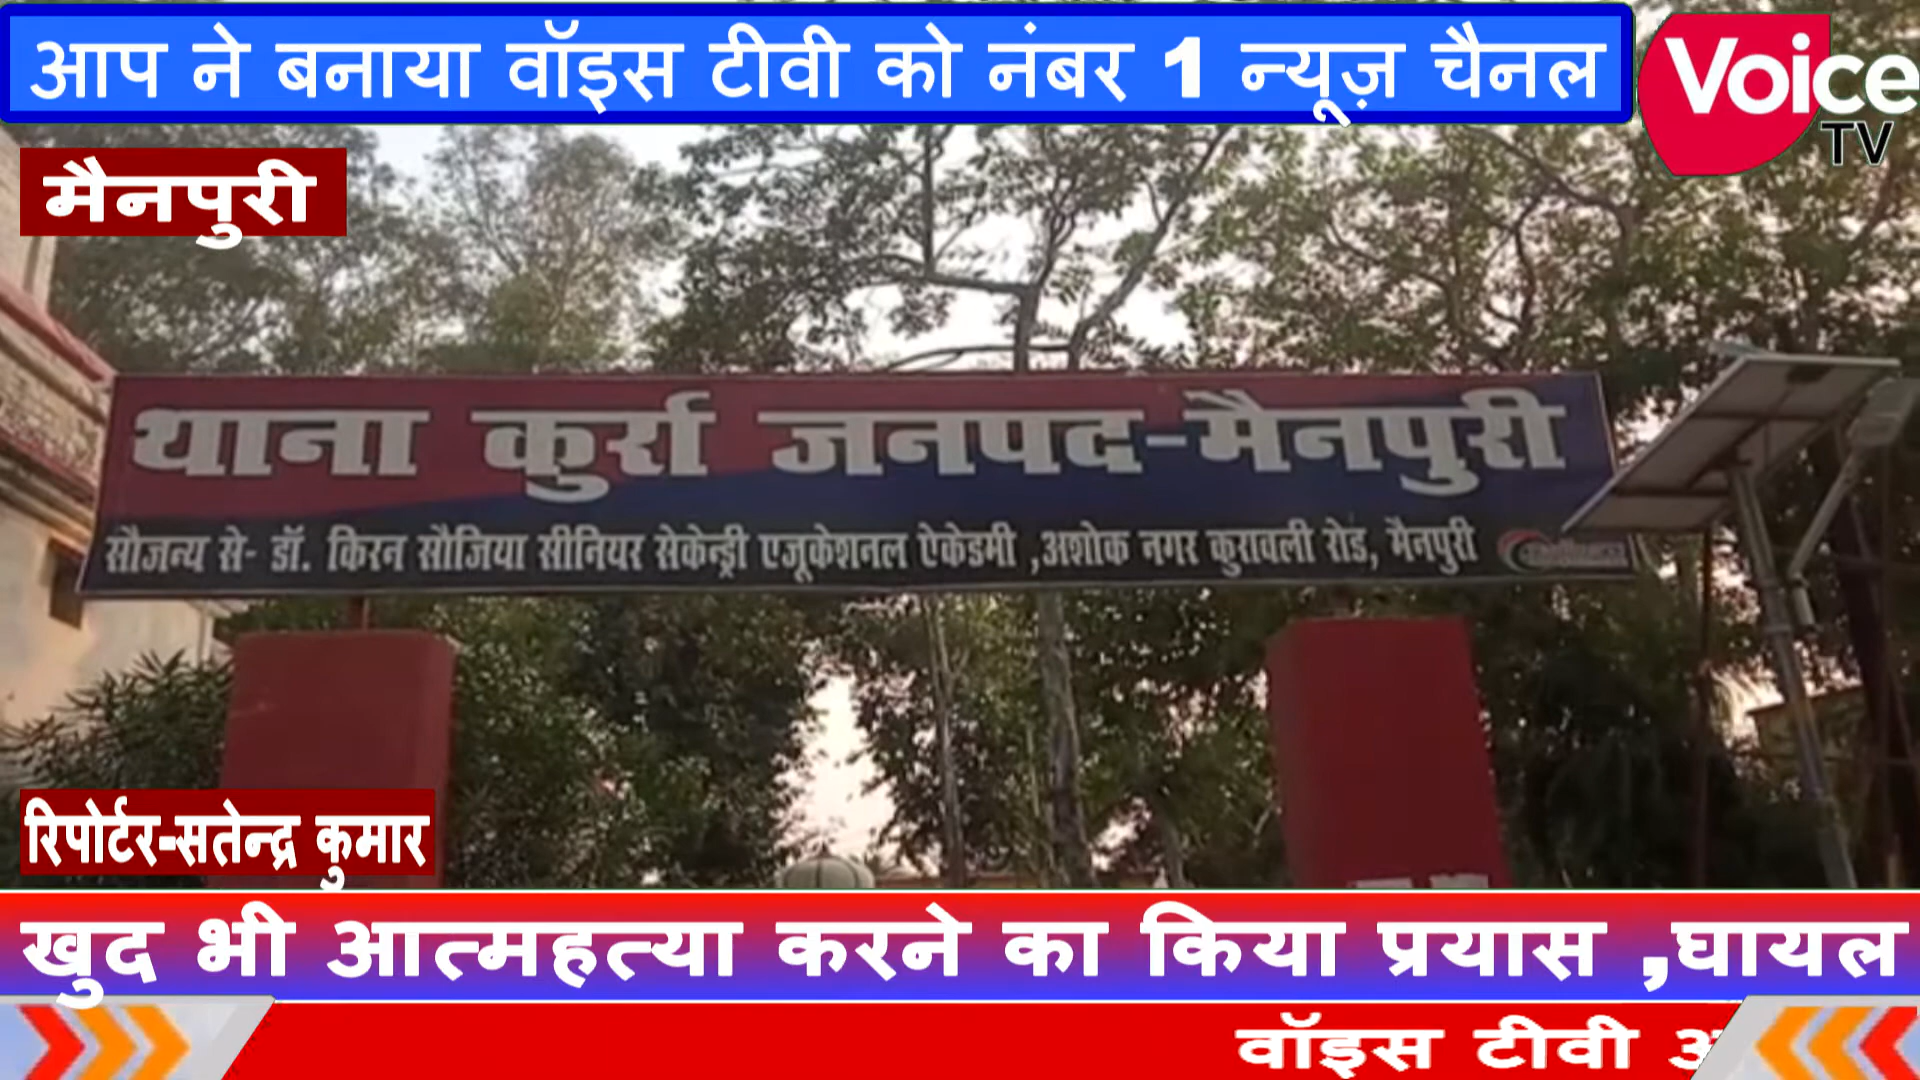 आप ने बनाया वॉइस टीवी को नंबर 1 न्यूज़ चैनल
Voice
TV
मैनपुरी
थाना कुर्रा जनपद-मैनपुरी
सौजन्य से- डॉ. किरन सौजिया सीनियर सेकेन्ड्री एजूकेशनल ऐकेडमी ,अशोक नगर कुरावली रोड, मैनपुरी
रिपोर्टर-सतेन्द्र कुमार
खुद भी आत्महत्या करने का किया प्रयास ,घायल
वॉइस टीवी